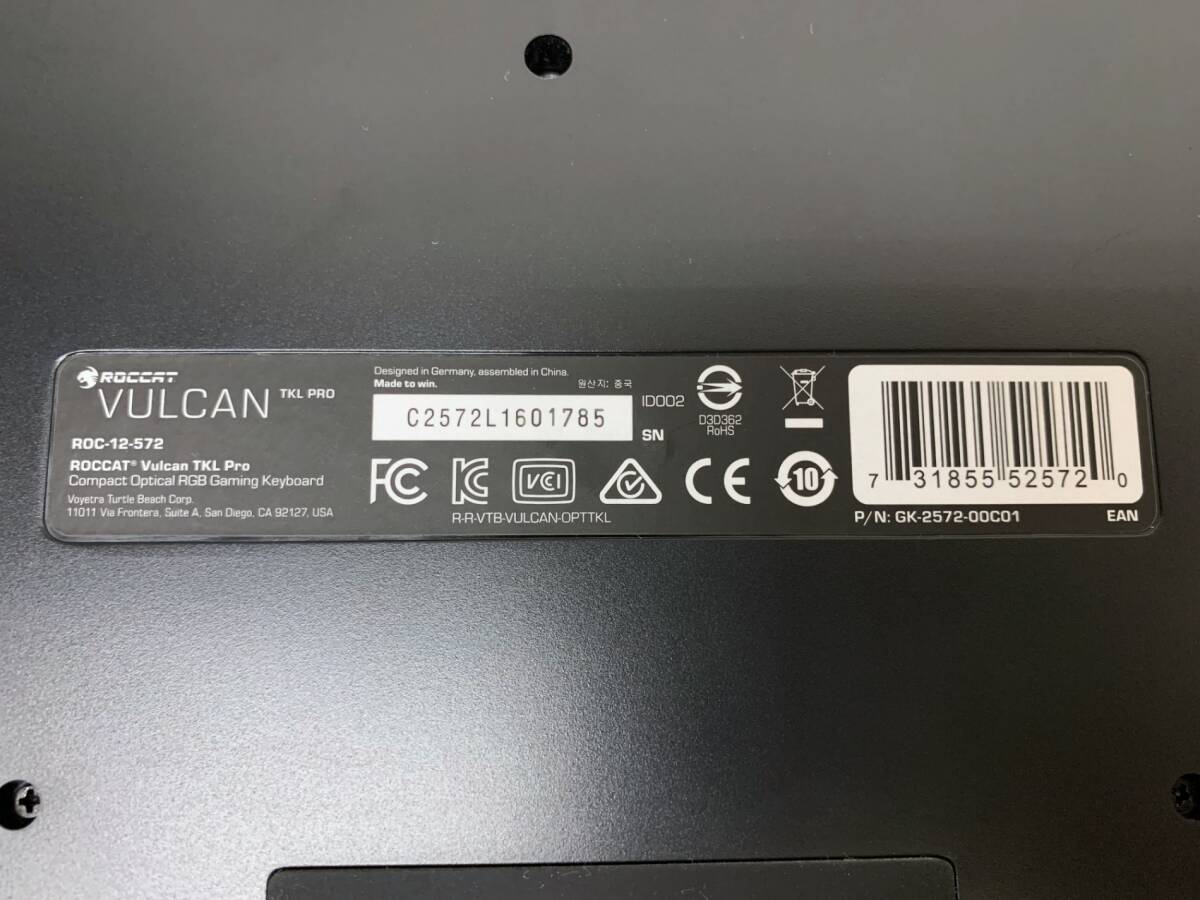 ROCCAT
VULCAN TKL PRO
ROC-12-572
ROCCAT® Vulcan TKL Pro
Compact Optical RGB Gaming Keyboard
Voyetra Turtle Beach Corp.
11011 Via Frontera, Suite A, San Diego, CA 92127, USA
Designed in Germany, assembled in China.
Made to win.
원산지: 중국
C2572L1601785
ID002
SN
FC
VCI
CE
10
R-R-VTB-VULCAN-OPTTKL
D3D362
RoHS
7 31855 52572 0
P/N: GK-2572-00C01
EAN